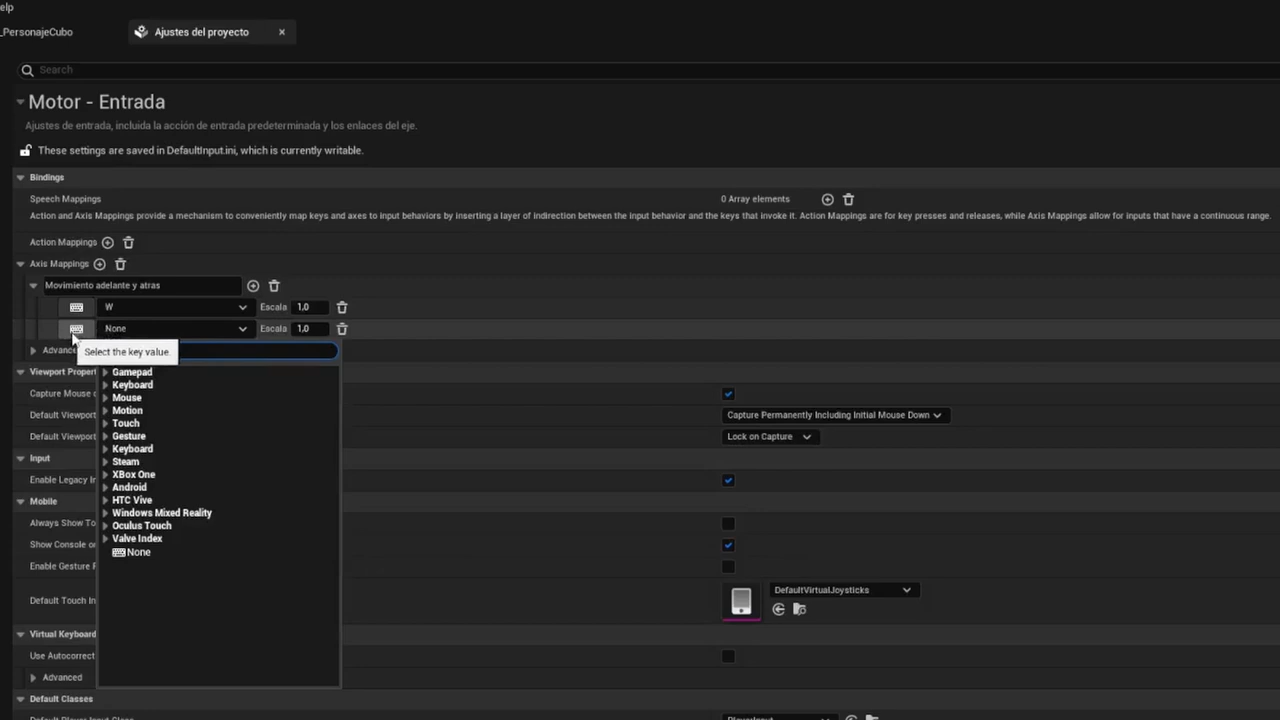 elp
_PersonajeCubo
Ajustes del proyecto
Search
Motor - Entrada
Ajustes de entrada, incluida la acción de entrada predeterminada y los enlaces del eje.
These settings are saved in DefaultInput.ini, which is currently writable.
Bindings
Speech Mappings 0 Array elements
Action and Axis Mappings provide a mechanism to conveniently map keys and axes to input behaviors by inserting a layer of indirection between the input behavior and the keys that invoke it. Action Mappings are for key presses and releases, while Axis Mappings allow for inputs that have a continuous range.
Action Mappings
Axis Mappings
Movimiento adelante y atras
W Escala 1,0
None Escala 1,0
Advance
Select the key value.
Gamepad
Keyboard
Mouse
Motion
Touch
Gesture
Keyboard
Steam
XBox One
Android
HTC Vive
Windows Mixed Reality
Oculus Touch
Valve Index
None
Viewport Propert
Capture Mouse o
Default Viewport Capture Permanently Including Initial Mouse Down
Default Viewport Lock on Capture
Input
Enable Legacy In
Mobile
Always Show To
Show Console on
Enable Gesture R
Default Touch In DefaultVirtualJoysticks
Virtual Keyboard
Use Autocorrect
Advanced
Default Classes
Default Player Input Class PlayerInput